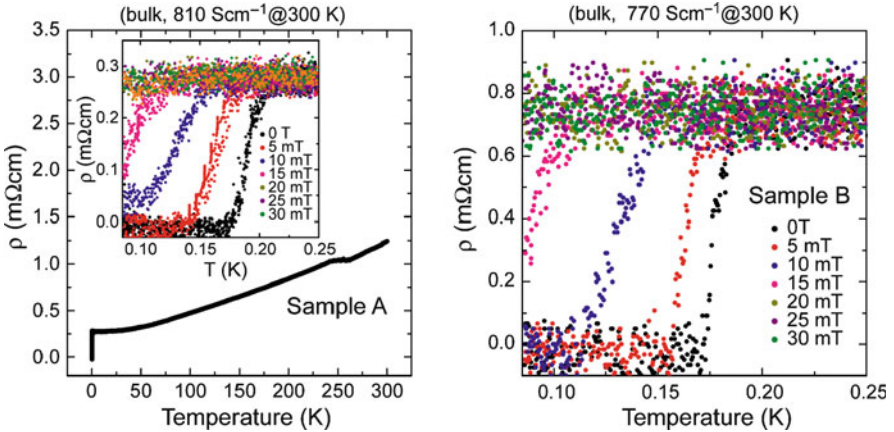 (bulk, 810 Scm⁻¹@300 K)
ρ (mΩcm)
3.5
3.0
2.5
2.0
1.5
1.0
0.5
0.0
0 50 100 150 200 250 300
Temperature (K)
Sample A
ρ (mΩcm)
0.3
0.2
0.1
0.0
0.10 0.15 0.20 0.25
T (K)
0 T
5 mT
10 mT
15 mT
20 mT
25 mT
30 mT
(bulk, 770 Scm⁻¹@300 K)
ρ (mΩcm)
1.0
0.8
0.6
0.4
0.2
0.0
0.10 0.15 0.20 0.25
Temperature (K)
Sample B
0T
5 mT
10 mT
15 mT
20 mT
25 mT
30 mT